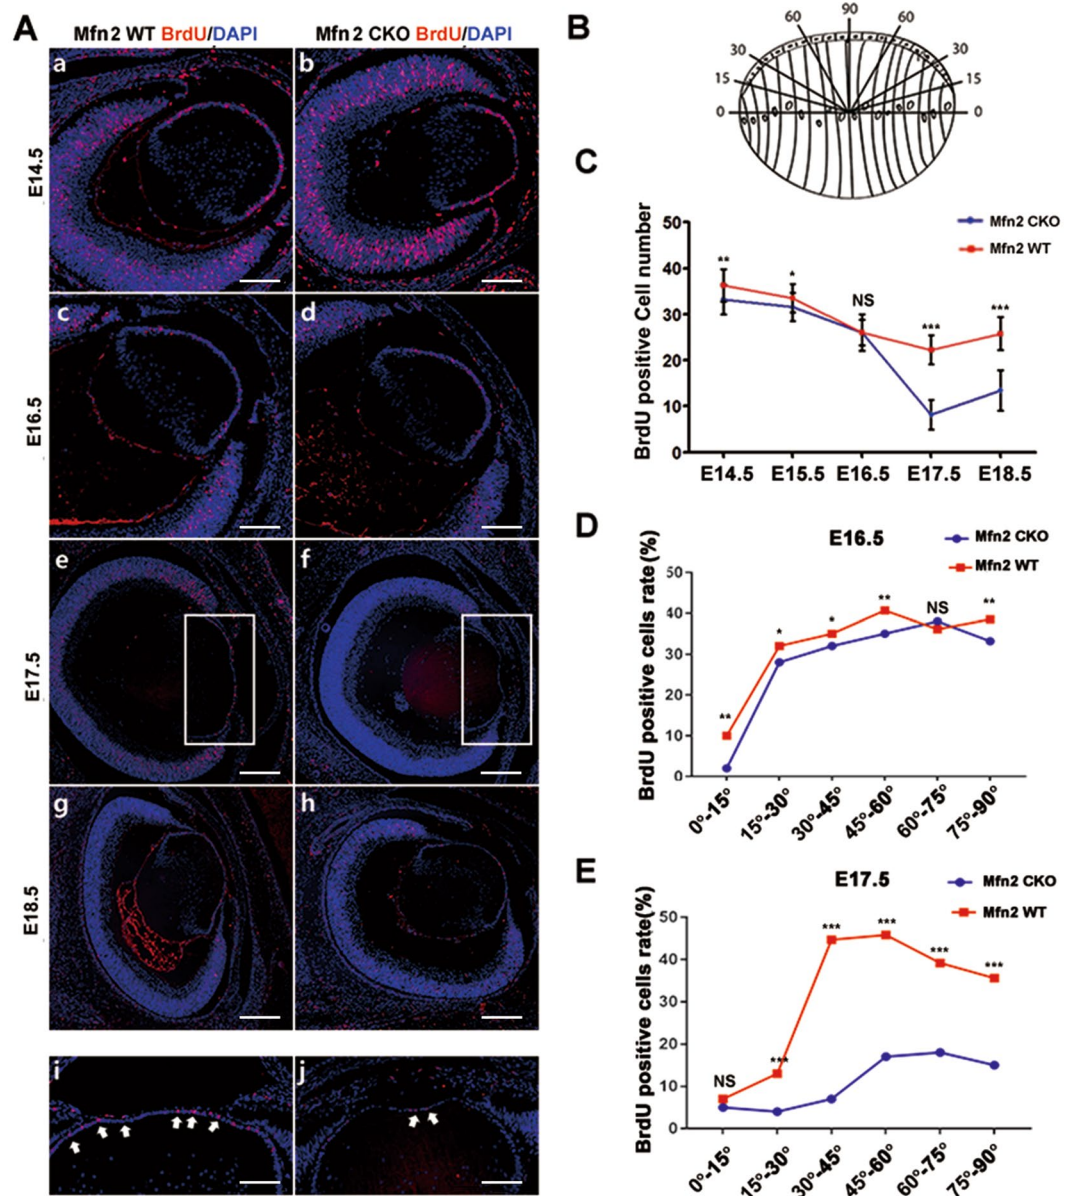 A
Mfn2 WT BrdU/DAPI
Mfn 2 CKO BrdU/DAPI
a
b
E14.5
c
d
E16.5
e
f
E17.5
g
h
E18.5
i
j
B
90
60
60
30
30
15
15
0
0
C
Mfn2 CKO
Mfn2 WT
BrdU positive Cell number
50
40
30
20
10
0
**
*
NS
***
***
E14.5 E15.5 E16.5 E17.5 E18.5
D
E16.5
Mfn2 CKO
Mfn2 WT
BrdU positive cells rate (%)
50
40
30
20
10
0
**
*
*
**
NS
**
0°-15° 15°-30° 30°-45° 45°-60° 60°-75° 75°-90°
E
E17.5
Mfn2 CKO
Mfn2 WT
BrdU positive cells rate(%)
50
40
30
20
10
0
NS
***
***
***
***
***
0°-15° 15°-30° 30°-45° 45°-60° 60°-75° 75°-90°